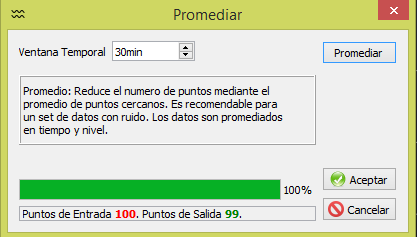 Promediar
Ventana Temporal 30min Promediar
Promedio: Reduce el numero de puntos mediante el
promedio de puntos cercanos. Es recomendable para
un set de datos con ruido. Los datos son promediados
en tiempo y nivel.
100%
Aceptar
Puntos de Entrada 100. Puntos de Salida 99.
Cancelar